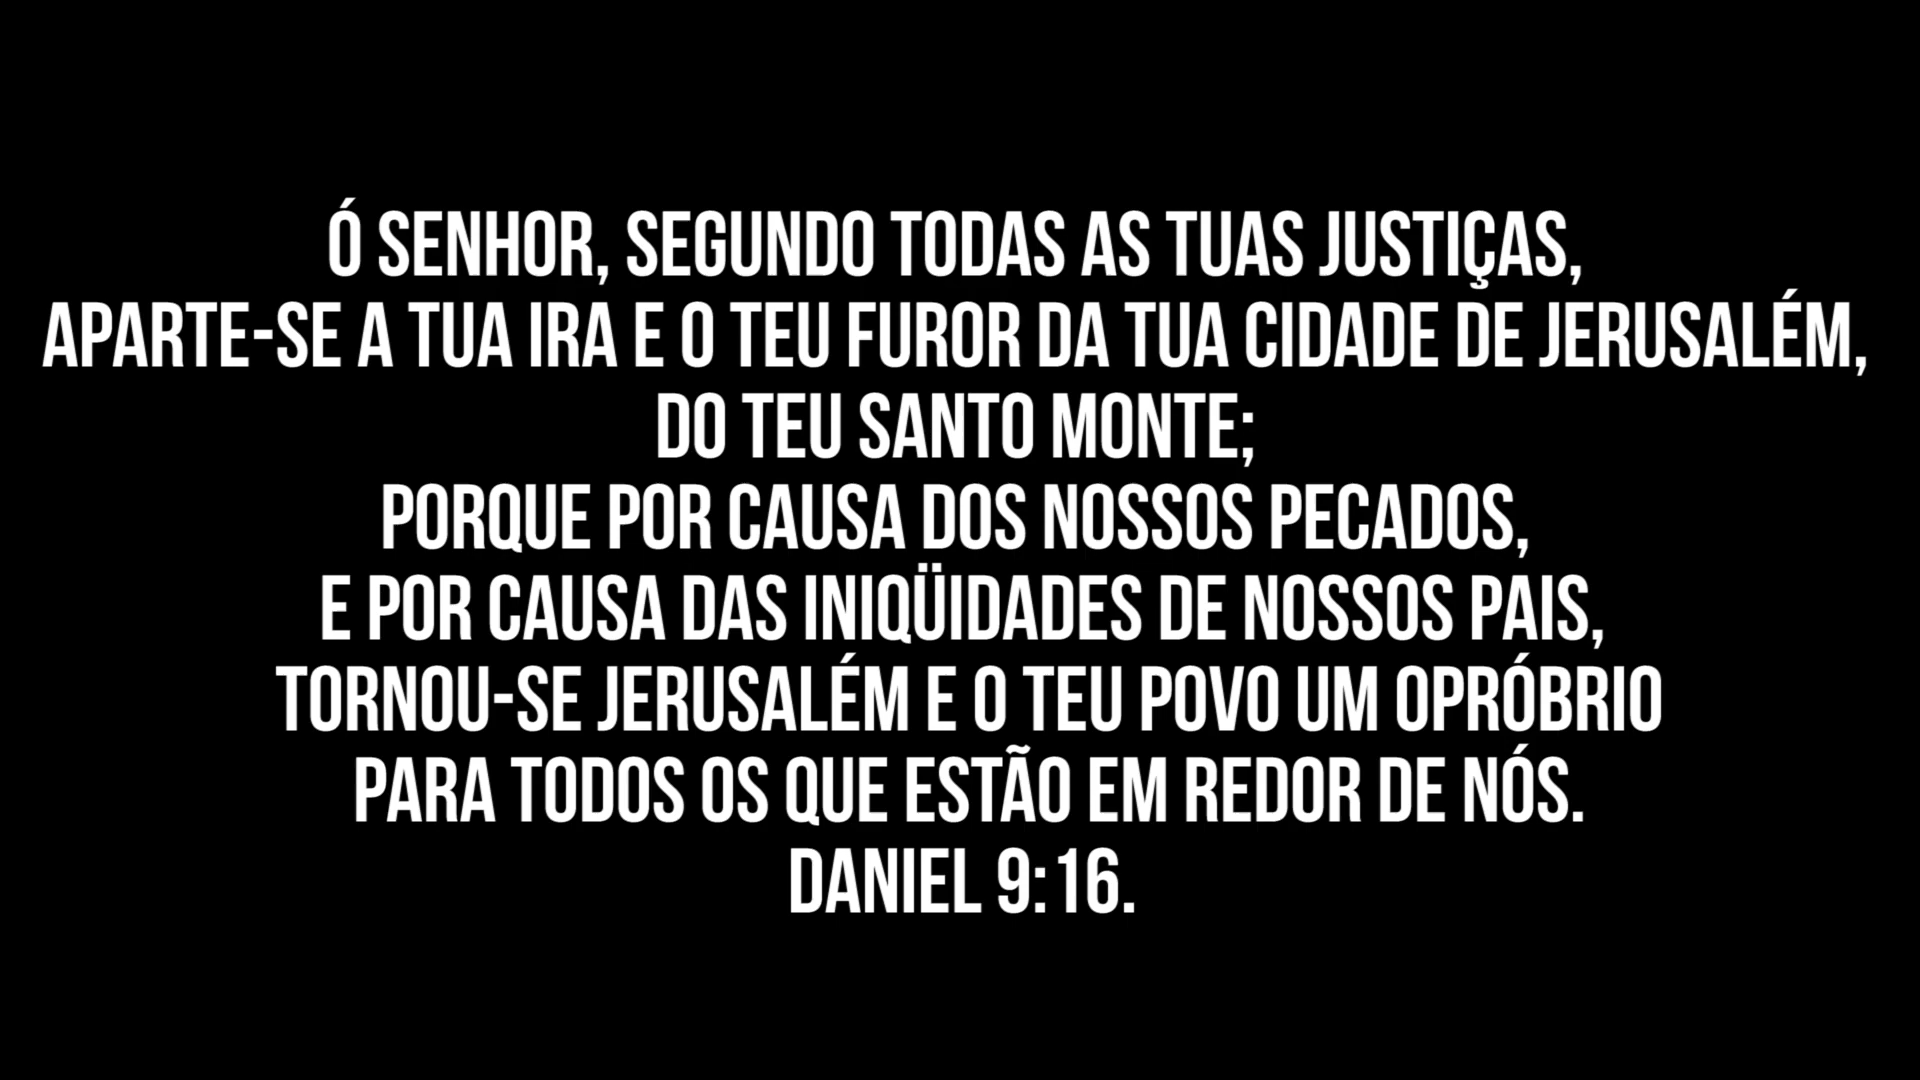 Ó SENHOR, SEGUNDO TODAS AS TUAS JUSTIÇAS,
APARTE-SE A TUA IRA E O TEU FUROR DA TUA CIDADE DE JERUSALÉM,
DO TEU SANTO MONTE;
PORQUE POR CAUSA DOS NOSSOS PECADOS,
E POR CAUSA DAS INIQÜIDADES DE NOSSOS PAIS,
TORNOU-SE JERUSALÉM E O TEU POVO UM OPRÓBRIO
PARA TODOS OS QUE ESTÃO EM REDOR DE NÓS.
DANIEL 9:16.